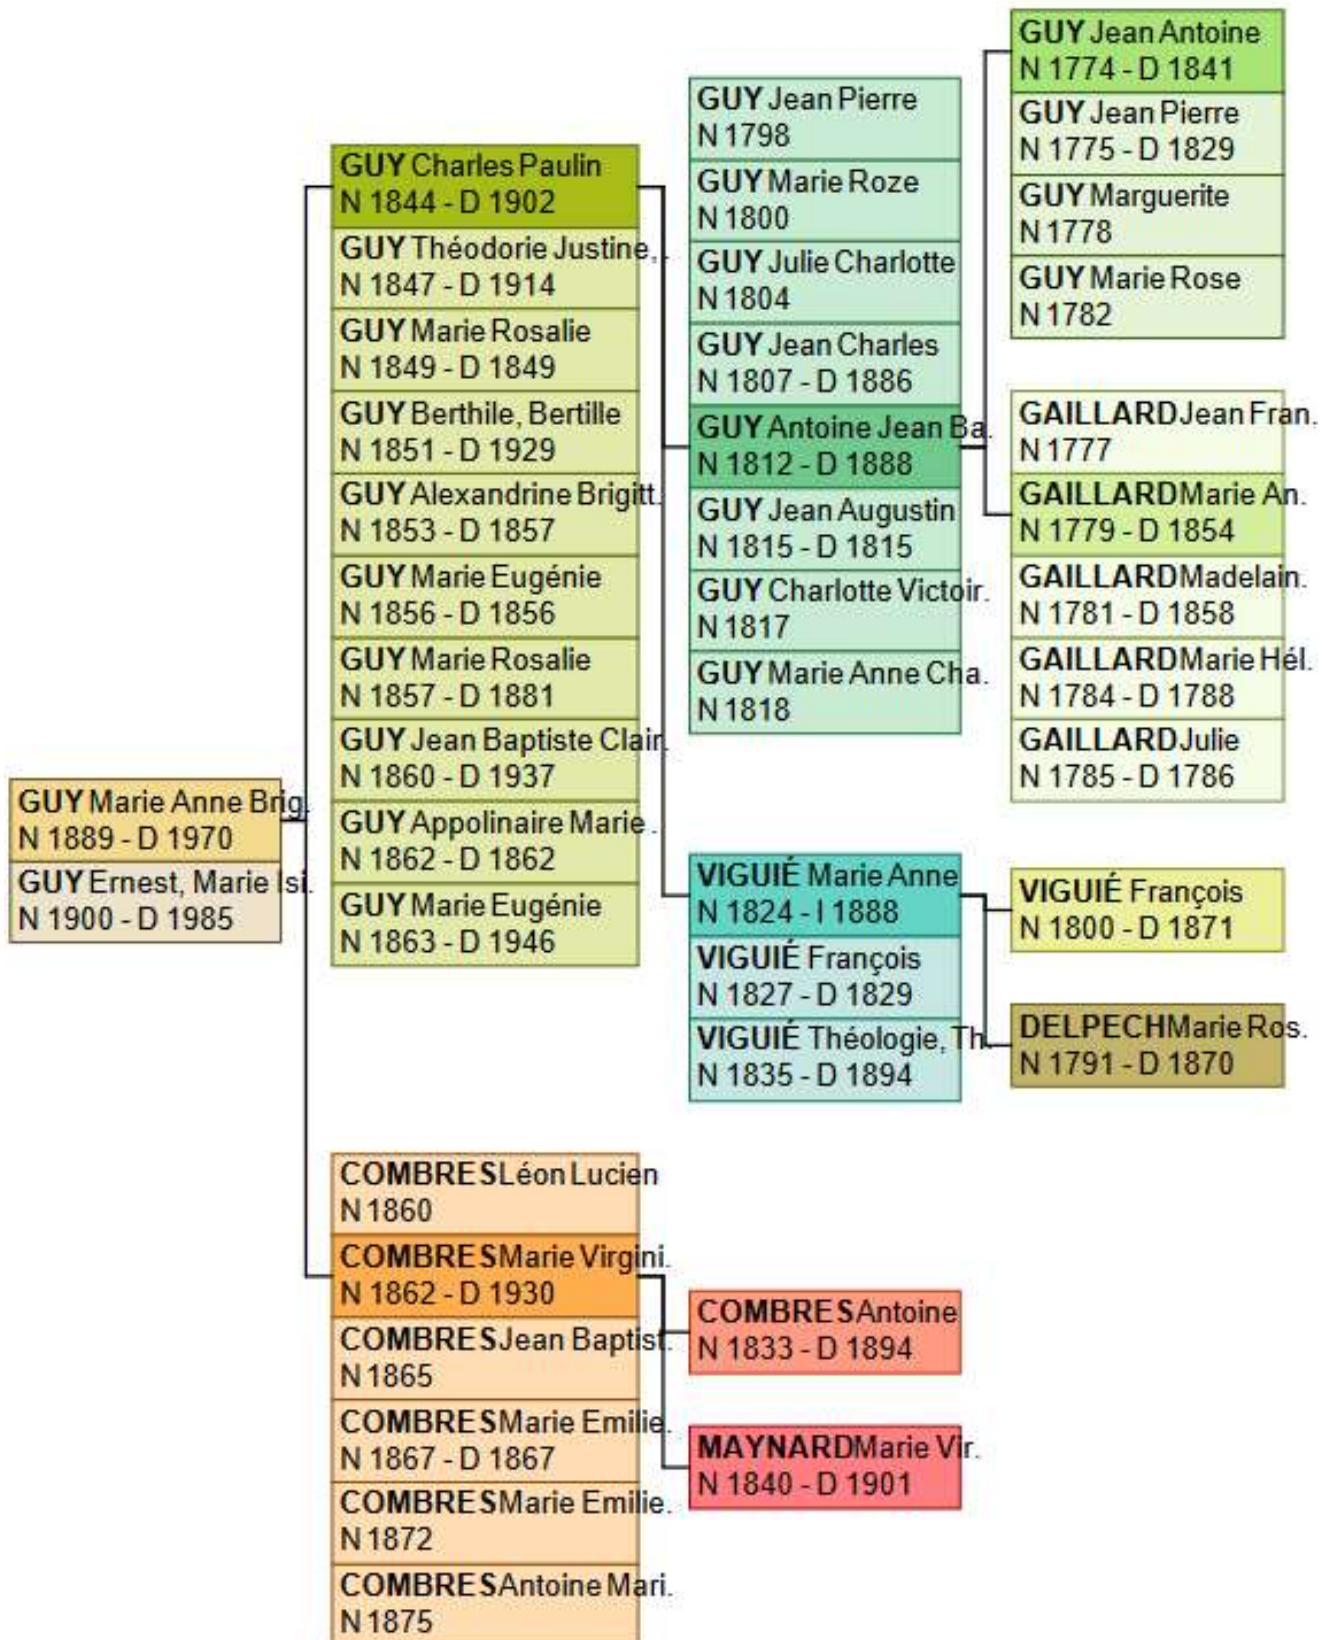 GUY Marie Anne Brig.
N 1889 - D 1970
GUY Ernest, Marie Isi.
N 1900 - D 1985
GUY Charles Paulin
N 1844 - D 1902
GUY Théodorie Justine, .
N 1847 - D 1914
GUY Marie Rosalie
N 1849 - D 1849
GUY Berthile, Bertille
N 1851 - D 1929
GUY Alexandrine Brigitt.
N 1853 - D 1857
GUY Marie Eugénie
N 1856 - D 1856
GUY Marie Rosalie
N 1857 - D 1881
GUY Jean Baptiste Clair.
N 1860 - D 1937
GUY Appolinaire Marie .
N 1862 - D 1862
GUY Marie Eugénie
N 1863 - D 1946
COMBRES Léon Lucien
N 1860
COMBRES Marie Virgini.
N 1862 - D 1930
COMBRES Jean Baptist.
N 1865
COMBRES Marie Emilie.
N 1867 - D 1867
COMBRES Marie Emilie.
N 1872
COMBRES Antoine Mari.
N 1875
GUY Jean Pierre
N 1798
GUY Marie Roze
N 1800
GUY Julie Charlotte
N 1804
GUY Jean Charles
N 1807 - D 1886
GUY Antoine Jean Ba.
N 1812 - D 1888
GUY Jean Augustin
N 1815 - D 1815
GUY Charlotte Victoir.
N 1817
GUY Marie Anne Cha.
N 1818
VIGUIÉ Marie Anne
N 1824 - I 1888
VIGUIÉ François
N 1827 - D 1829
VIGUIÉ Théologie, Th.
N 1835 - D 1894
COMBRES Antoine
N 1833 - D 1894
MAYNARD Marie Vir.
N 1840 - D 1901
GUY Jean Antoine
N 1774 - D 1841
GUY Jean Pierre
N 1775 - D 1829
GUY Marguerite
N 1778
GUY Marie Rose
N 1782
GAILLARD Jean Fran.
N 1777
GAILLARD Marie An.
N 1779 - D 1854
GAILLARD Madelain.
N 1781 - D 1858
GAILLARD Marie Hél.
N 1784 - D 1788
GAILLARD Julie
N 1785 - D 1786
VIGUIÉ François
N 1800 - D 1871
DELPECH Marie Ros.
N 1791 - D 1870